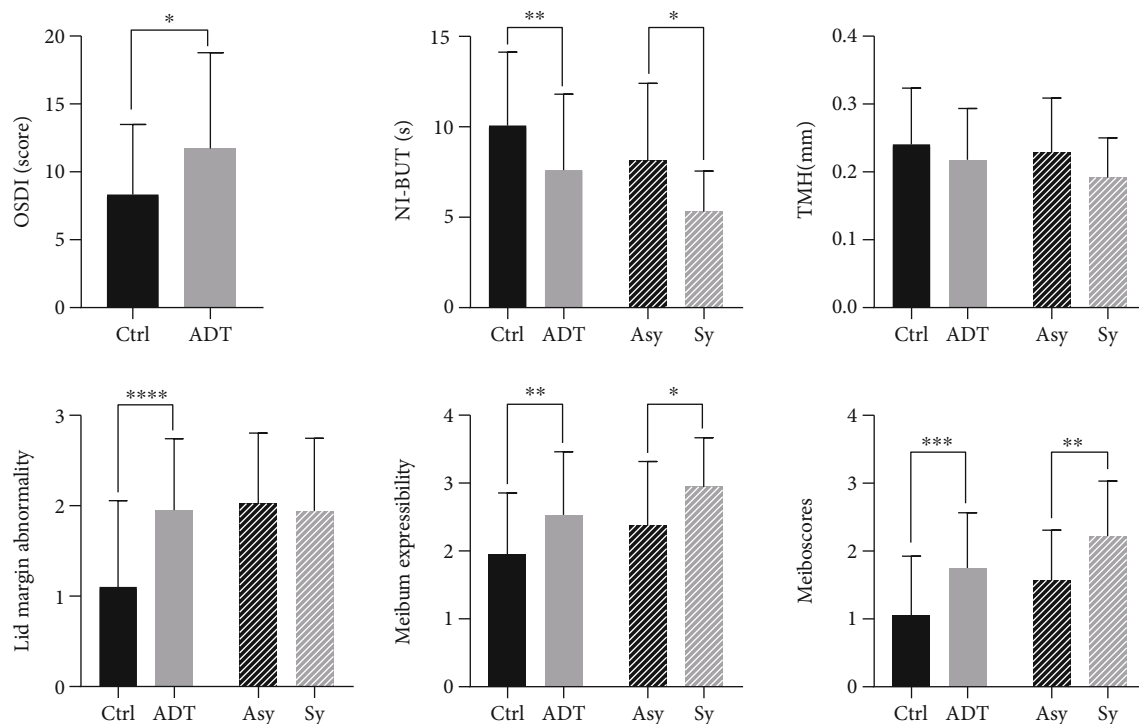 OSDI (score)
20
15
10
5
0
*
Ctrl ADT
NI-BUT (s)
15
10
5
0
** *
Ctrl ADT Asy Sy
TMH(mm)
0.4
0.3
0.2
0.1
0.0
Ctrl ADT Asy Sy
Lid margin abnormality
3
2
1
0
****
Ctrl ADT Asy Sy
Meibum expressibility
4
3
2
1
0
** *
Ctrl ADT Asy Sy
Meiboscores
4
3
2
1
0
*** **
Ctrl ADT Asy Sy